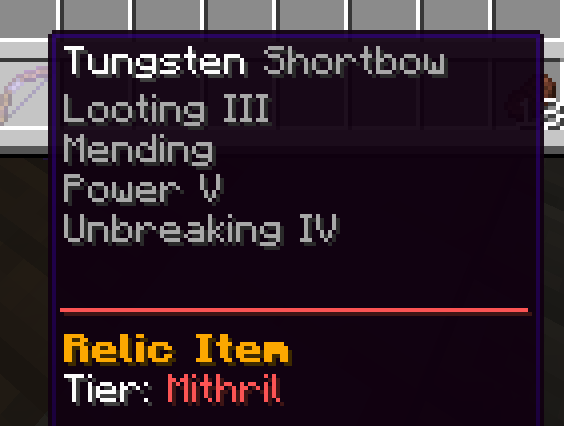 Tungsten Shortbow
Looting III
Mending
Power V
Unbreaking IV
Relic Item
Tier: Mithril